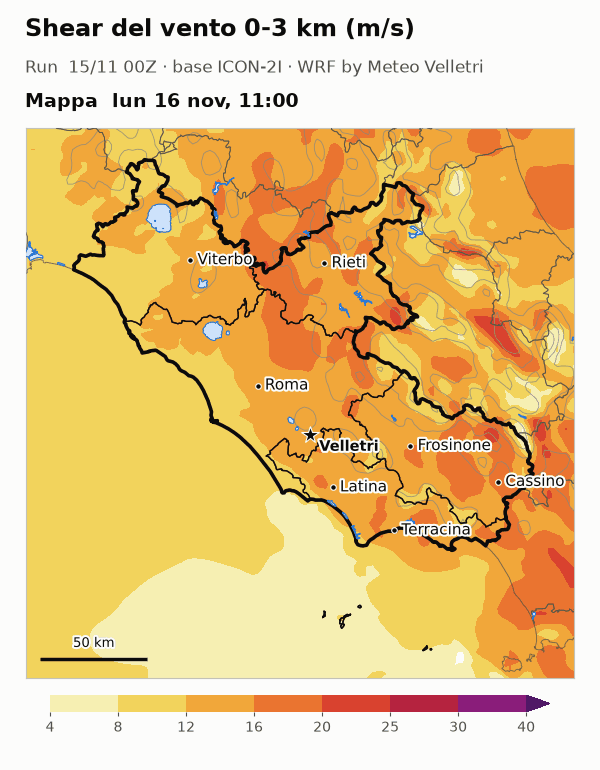 Shear del vento 0-3 km (m/s)
Run  15/11 00Z · base ICON-2I · WRF by Meteo Velletri
Mappa  lun 16 nov, 11:00
Viterbo
Rieti
Roma
Velletri
Frosinone
Latina
Cassino
Terracina
50 km
4 8 12 16 20 25 30 40